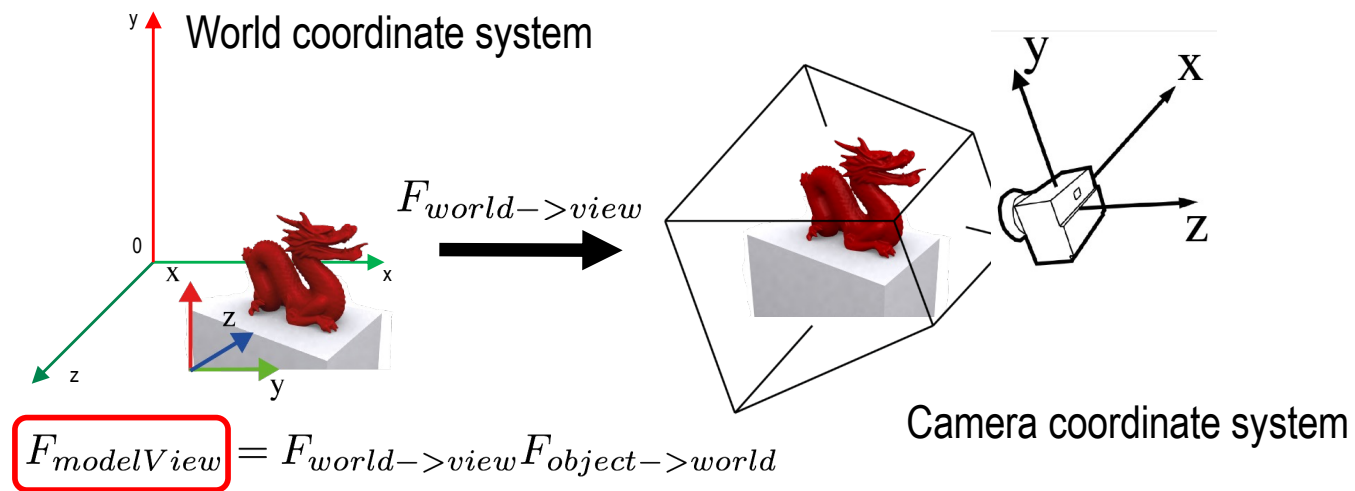 y
World coordinate system
0
x
z
x
z
y
F_{world->view}
y
x
z
Camera coordinate system
F_{modelView} = F_{world->view}F_{object->world}